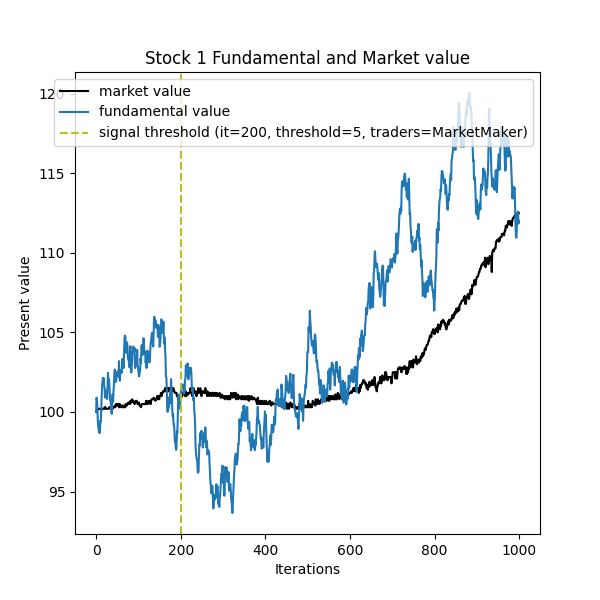 Stock 1 Fundamental and Market value
market value
fundamental value
signal threshold (it=200, threshold=5, traders=MarketMaker)
120
115
110
105
100
95
Present value
0 200 400 600 800 1000
Iterations